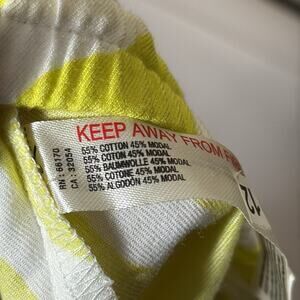 KEEP AWAY FROM
55% COTTON 45% MODAL
55% COTON 45% MODAL
55% BAUMWOLLE 45% MODAL
55% COTONE 45% MODAL
55% ALGODÓN 45% MODAL
RN : 66170
CA : 32054
12